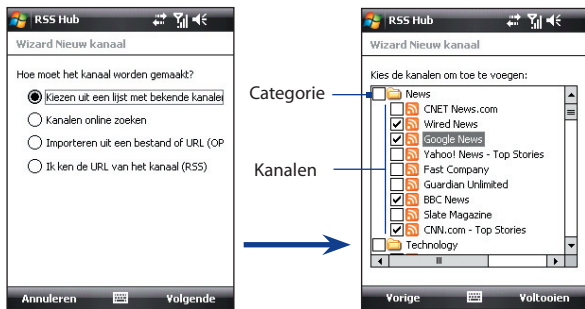 RSS Hub
Wizard Nieuw kanaal
Hoe moet het kanaal worden gemaakt?
Kiezen uit een lijst met bekende kanalen
Kanalen online zoeken
Importeren uit een bestand of URL (OP
Ik ken de URL van het kanaal (RSS)
Annuleren
Volgende
Categorie
Kanalen
RSS Hub
Wizard Nieuw kanaal
Kies de kanalen om toe te voegen:
News
CNET News.com
Wired News
Google News
Yahoo! News - Top Stories
Fast Company
Guardian Unlimited
BBC News
Slate Magazine
CNN.com - Top Stories
Technology
Vorige
Voltooien